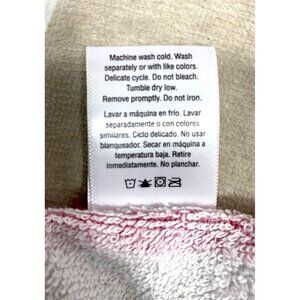 Machine wash cold. Wash
separately or with like colors.
Delicate cycle. Do not bleach.
Tumble dry low.
Remove promptly. Do not iron.
Lavar a máquina en frío. Lavar
separadamente o con colores
similares. Ciclo delicado. No usar
blanqueador. Secar en máquina a
temperatura baja. Retire
inmediatamente. No planchar.